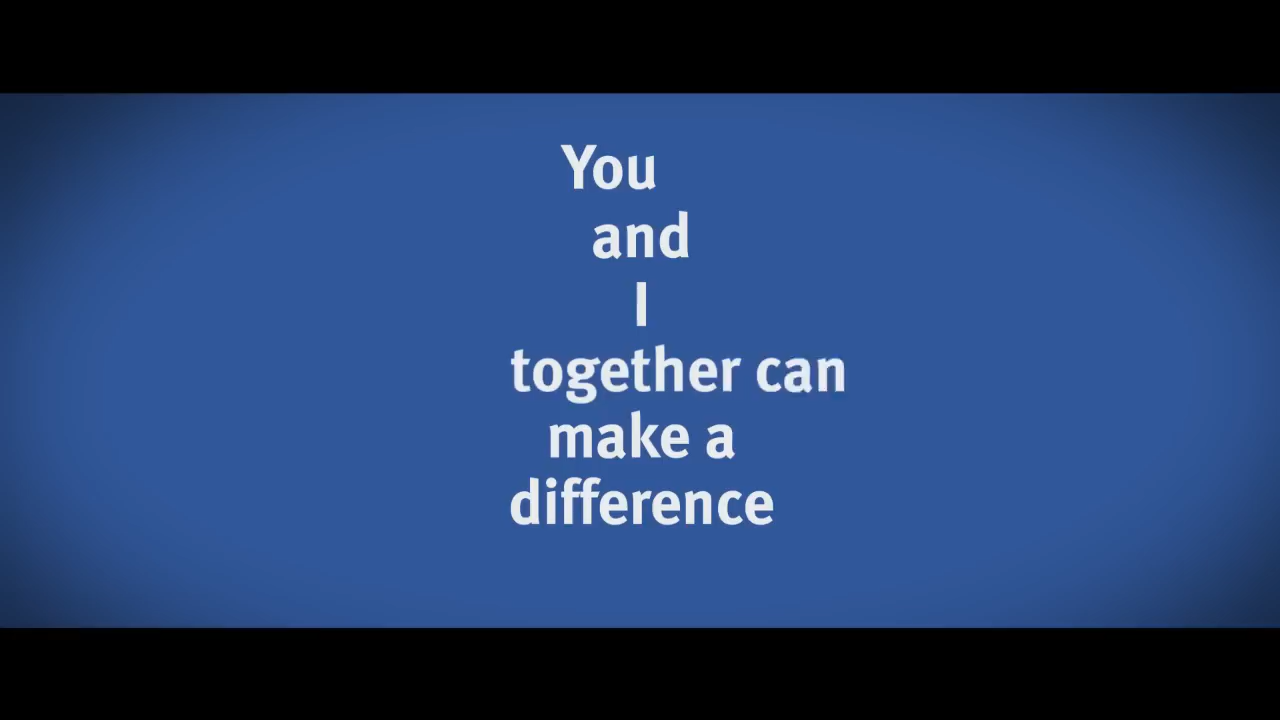 You
and
I
together can
make a
difference